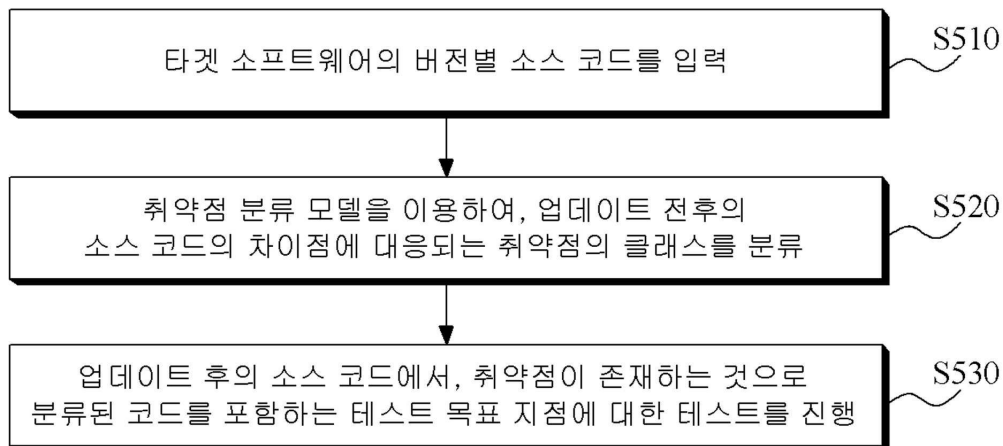 타겟 소프트웨어의 버전별 소스 코드를 입력
S510
취약점 분류 모델을 이용하여, 업데이트 전후의
소스 코드의 차이점에 대응되는 취약점의 클래스를 분류
S520
업데이트 후의 소스 코드에서, 취약점이 존재하는 것으로
분류된 코드를 포함하는 테스트 목표 지점에 대한 테스트를 진행
S530